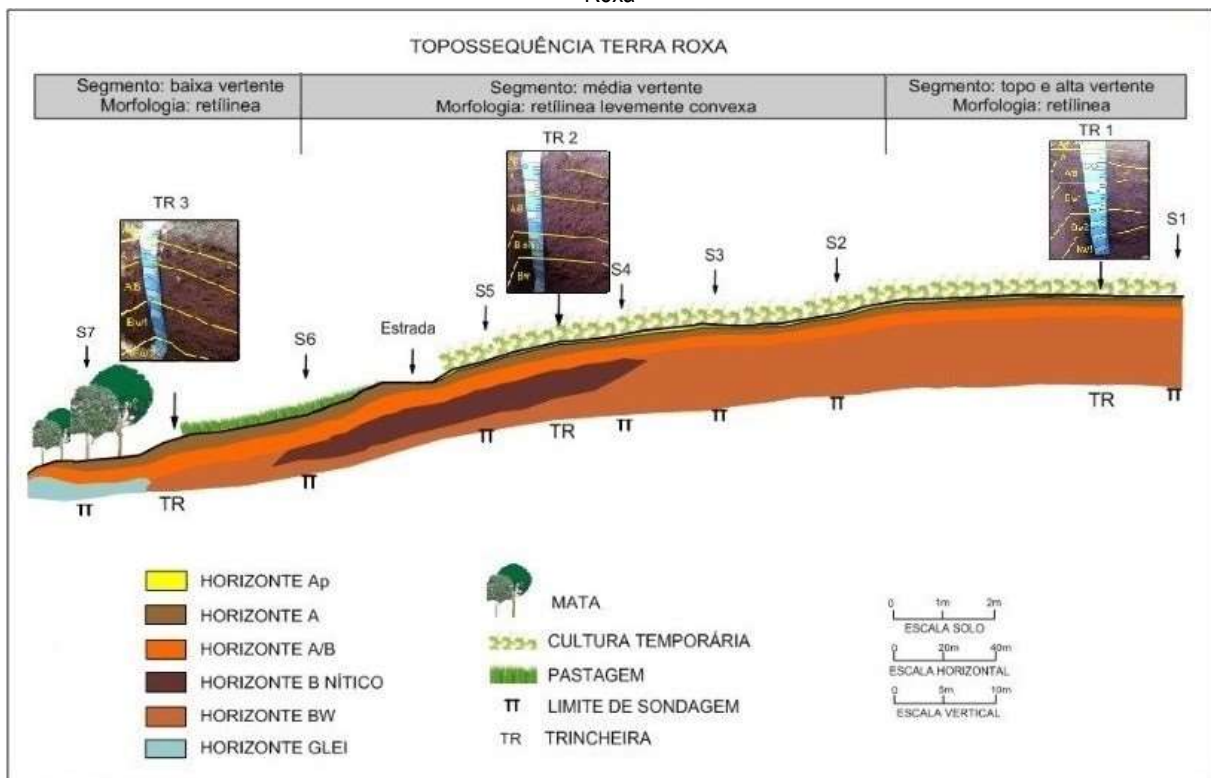 Roxa
TOPOSSEQUÊNCIA TERRA ROXA
Segmento: baixa vertente
Morfologia: retílinea
Segmento: média vertente
Morfologia: retílinea levemente convexa
Segmento: topo e alta vertente
Morfologia: retílinea
TR 1
TR 2
TR 3
S1
S2
S3
S4
S5
Estrada
S6
S7
A/B
Bw1
TR
TR
TR
HORIZONTE Ap
HORIZONTE A
HORIZONTE A/B
HORIZONTE B NÍTICO
HORIZONTE BW
HORIZONTE GLEI
MATA
CULTURA TEMPORÁRIA
PASTAGEM
π LIMITE DE SONDAGEM
TR TRINCHEIRA
0 1m 2m
ESCALA SOLO
0 20m 40m
ESCALA HORIZONTAL
0 5m 10m
ESCALA VERTICAL